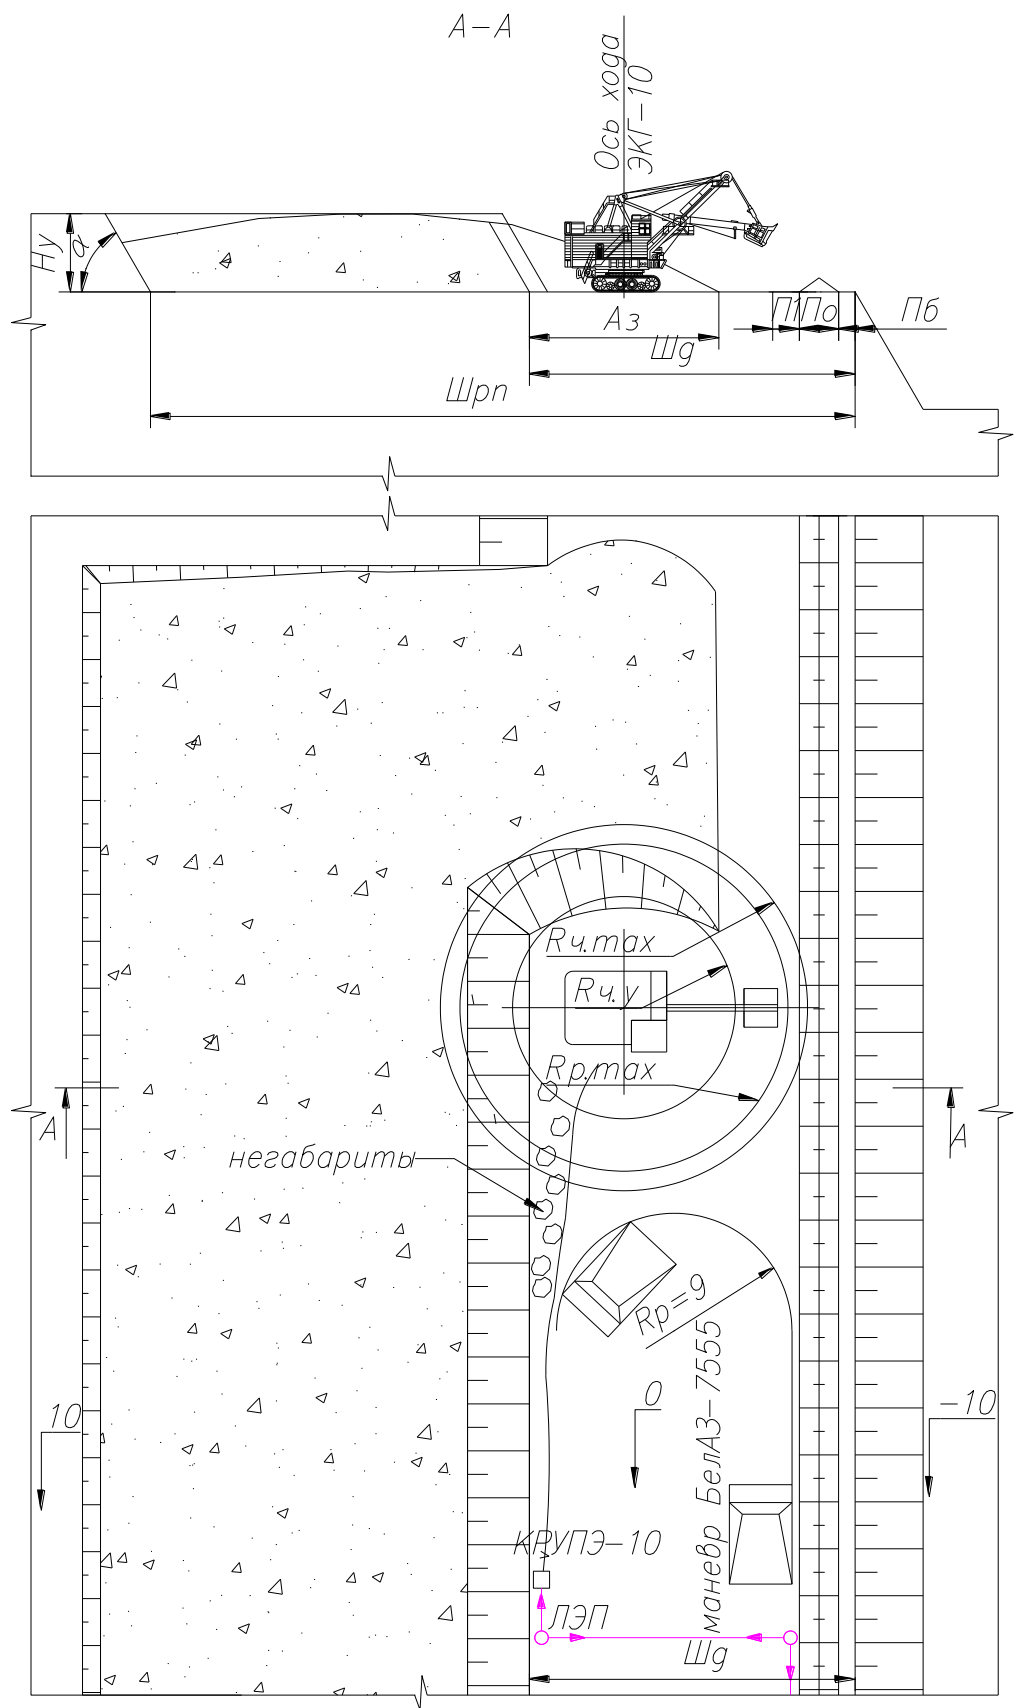 А-А
Ось хода
ЭКГ-10
Ну
α
Аз
П1
По
Пб
Шд
Шрп
Rч.max
Rч.у
Rр.max
А
А
негабариты
Rр=9
маневр БелАЗ-7555
0
10
-10
КРУПЭ-10
ЛЭП
Шд